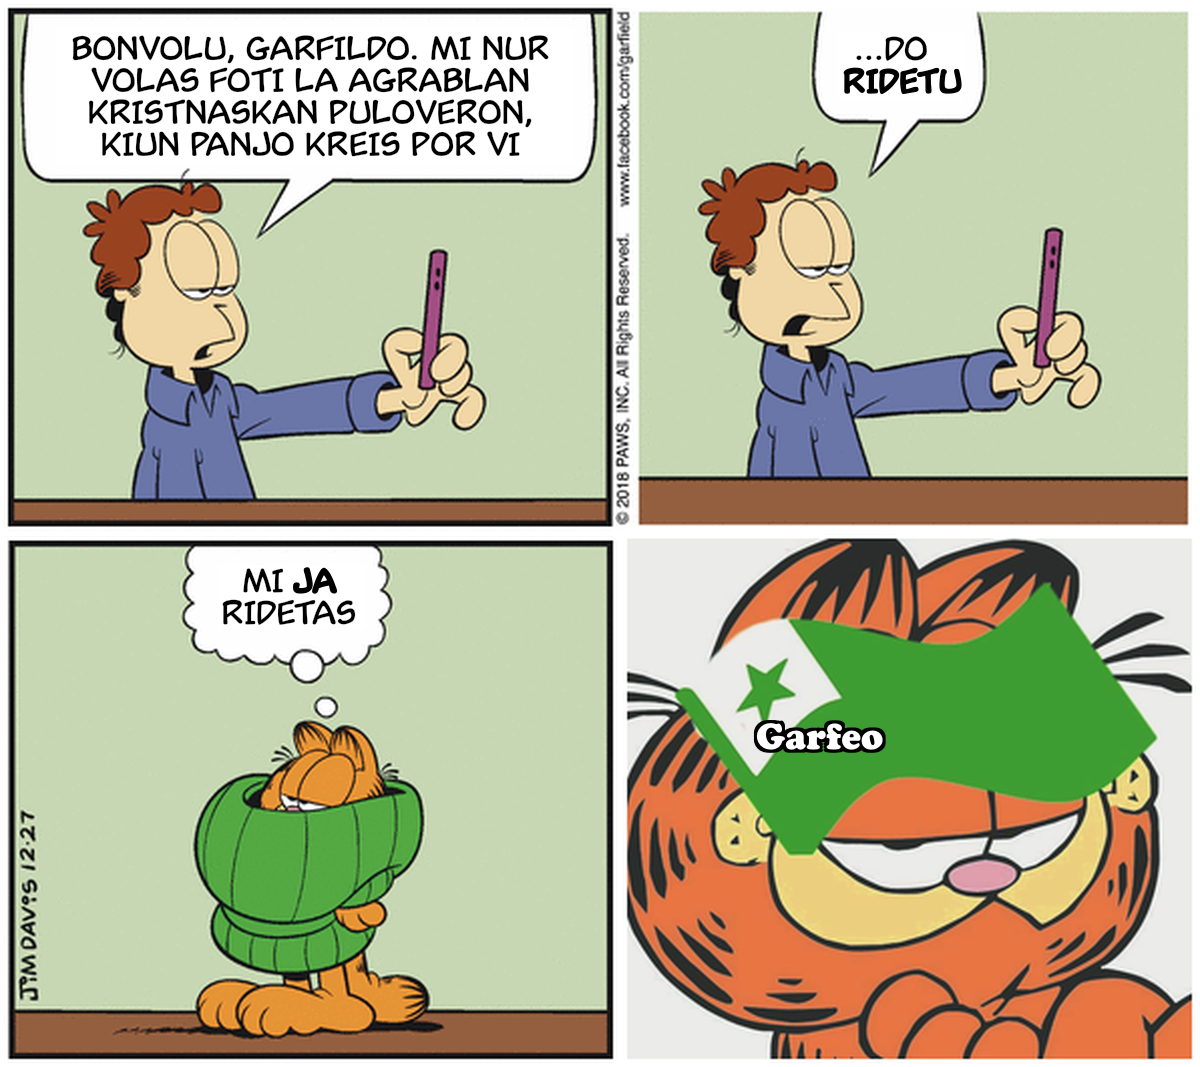 BONVOLU, GARFILDO. MI NUR
VOLAS FOTI LA AGRABLAN
KRISTNASKAN PULOVERON,
KIUN PANJO KREIS POR VI
© 2018 PAWS, INC. All Rights Reserved. www.facebook.com/garfield
...DO
RIDETU
MI JA
RIDETAS
JIM DAVIS 12·27
Garfeo